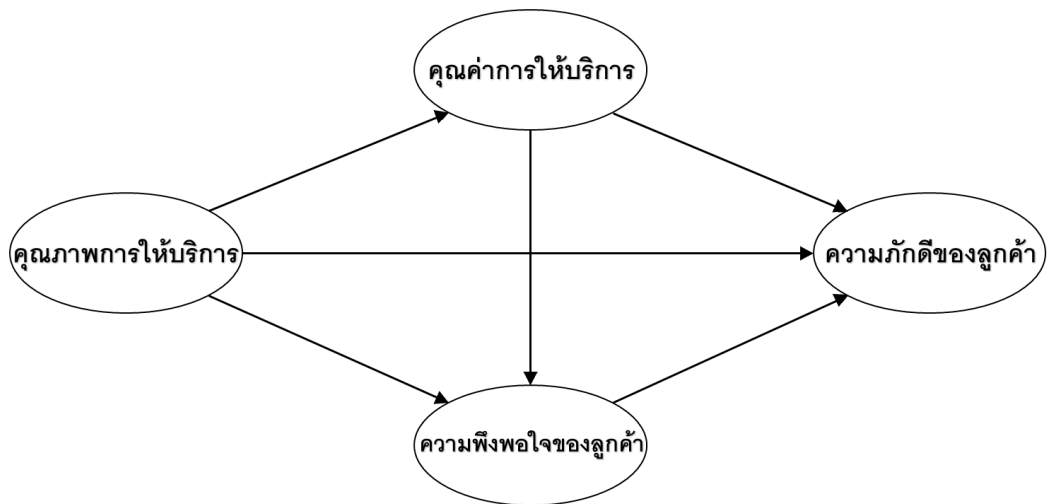 คุณค่าการให้บริการ
คุณภาพการให้บริการ
ความภักดีของลูกค้า
ความพึงพอใจของลูกค้า